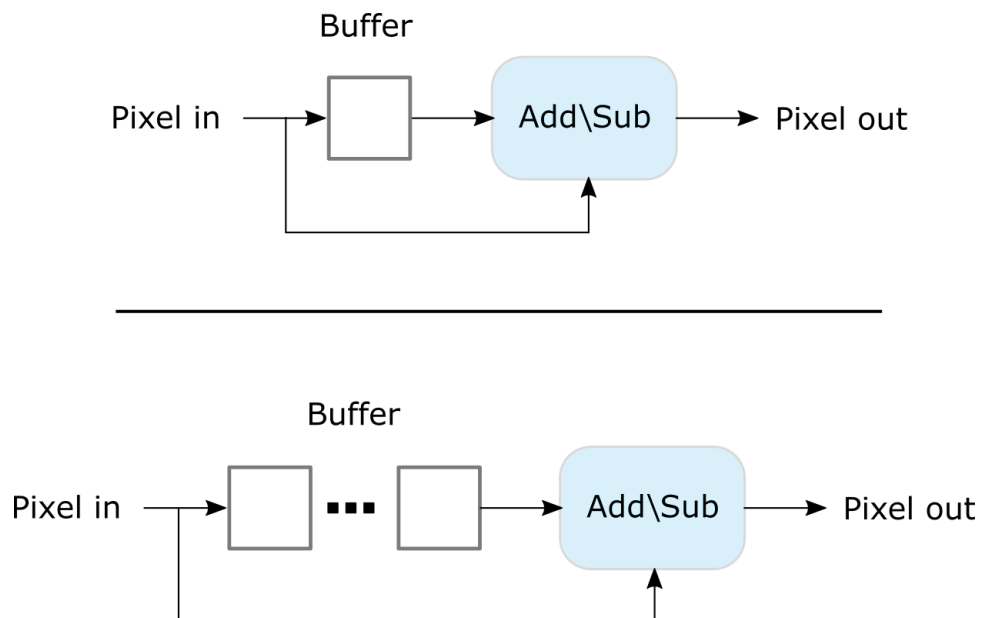 Buffer
Pixel in
Add\Sub
Pixel out
Buffer
Pixel in
Add\Sub
Pixel out